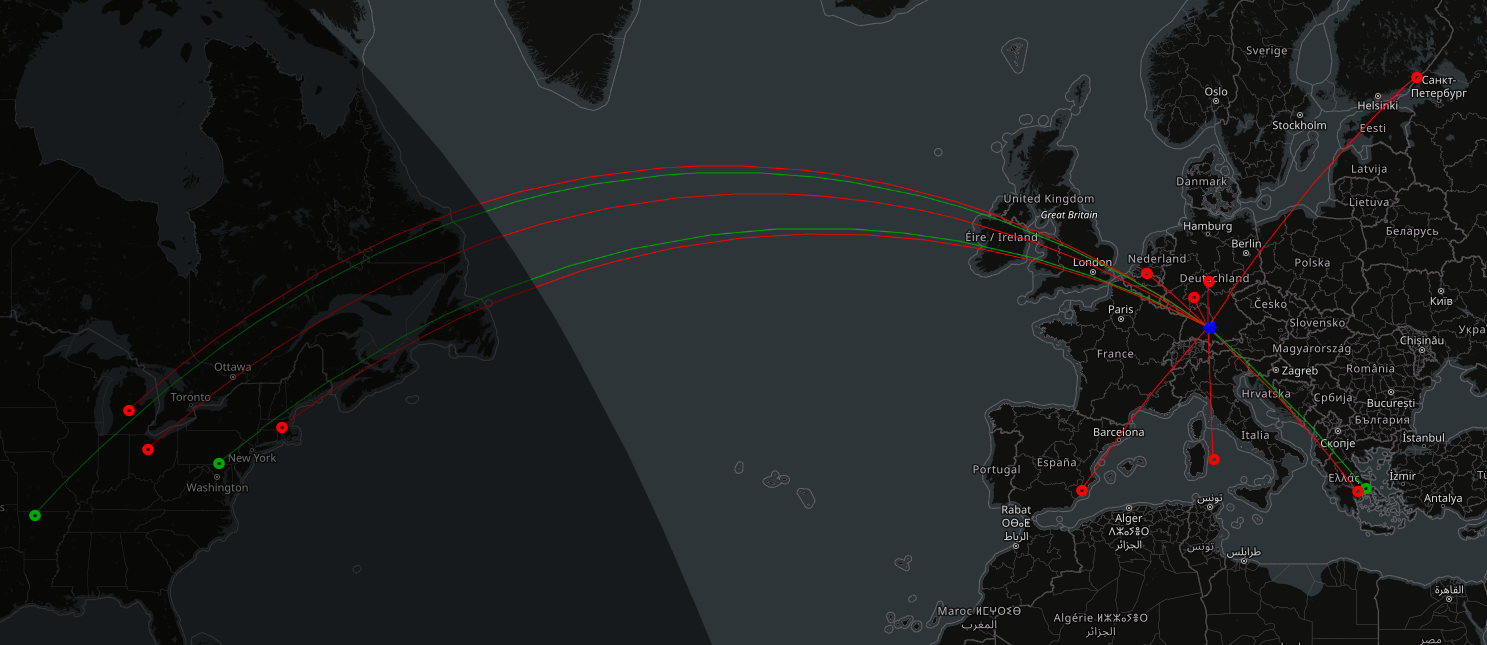 Sverige
Oslo
Санкт-
Петербург
Helsinki
Stockholm
Eesti
Latvija
Danmark
Lietuva
United Kingdom
Great Britain
Hamburg
Беларусь
Éire / Ireland
Berlin
London
Nederland
Polska
Deutschland
Paris
Česko
Київ
Slovensko
Укра
France
Magyarország
Chișinău
Zagreb
România
Ottawa
Toronto
Hrvatska
Србија
București
България
Barcelona
Italia
Скопје
İstanbul
New York
Washington
Portugal
España
Ελλάς
İzmir
Antalya
تونس
Rabat
ⵔⴱⴰⵟ
الرباط
Alger
الجزائر
تونس
طرابلس
القاهرة
Maroc ⵍⵎⵖⵔⵉⴱ
المغرب
Algérie ⵍⵣⵣⴰⵢⴻⵔ
الجزائر
مصر
s